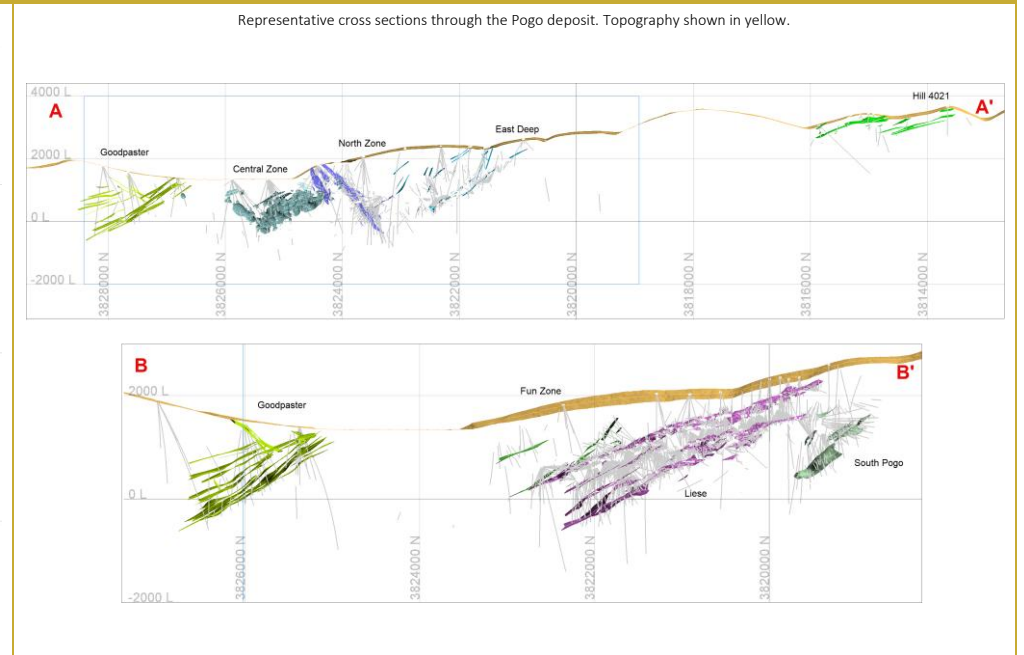 Representative cross sections through the Pogo deposit. Topography shown in yellow.
4000 L
A
Hill 4021
A'
North Zone
East Deep
Goodpaster
2000 L
Central Zone
0 L
-2000 L
3828000 N
3826000 N
3824000 N
3822000 N
3820000 N
3818000 N
3816000 N
3814000 N
B
B'
2000 L
Fun Zone
Goodpaster
South Pogo
0 L
Liese
3826000 N
3824000 N
3822000 N
3820000 N
-2000 L